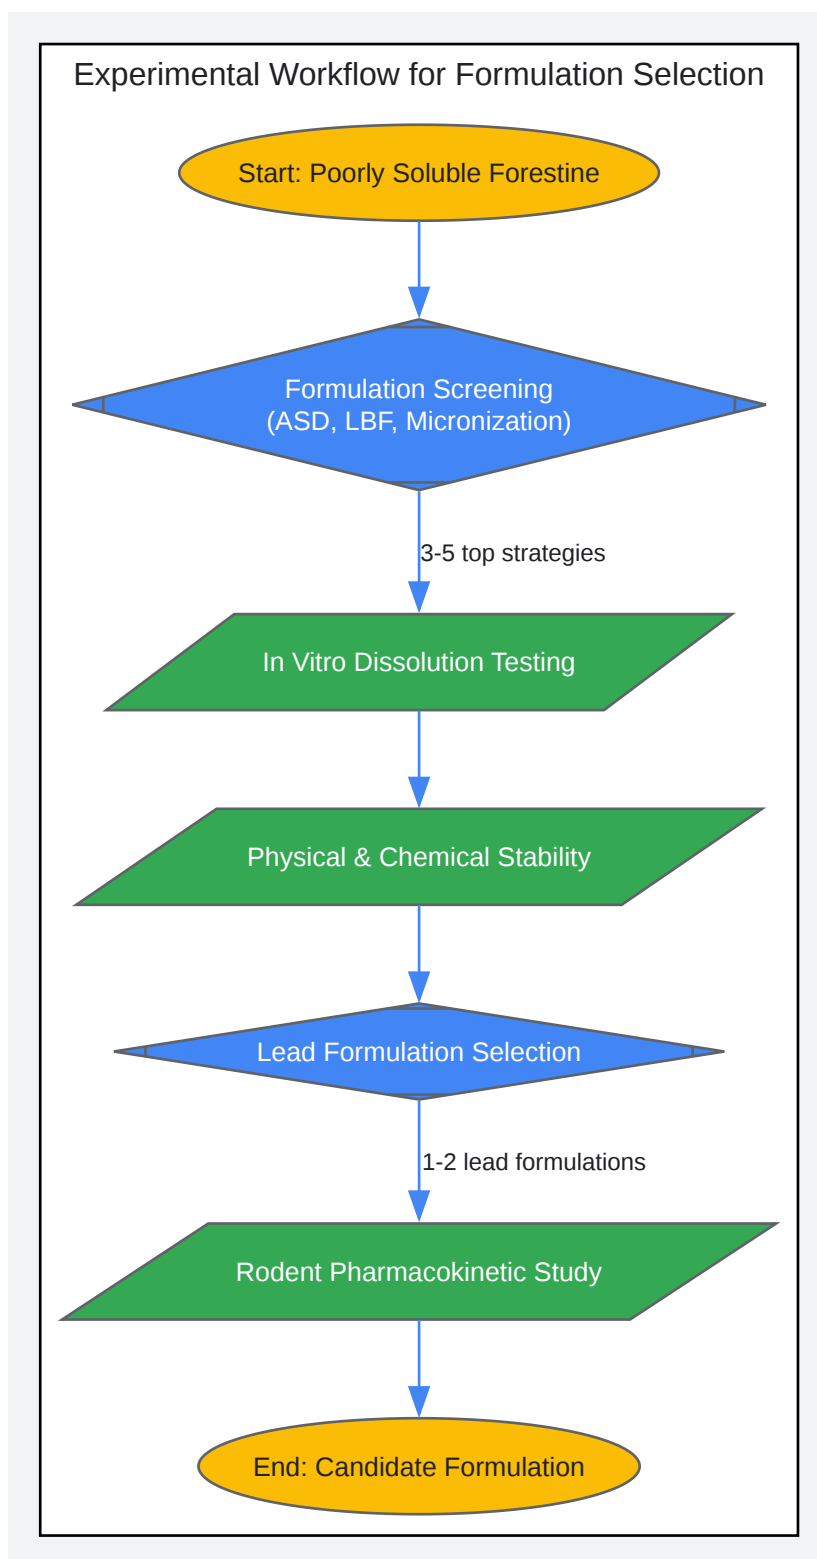 Experimental Workflow for Formulation Selection
Start: Poorly Soluble Forestine
Formulation Screening
(ASD, LBF, Micronization)
3-5 top strategies
In Vitro Dissolution Testing
Physical & Chemical Stability
Lead Formulation Selection
1-2 lead formulations
Rodent Pharmacokinetic Study
End: Candidate Formulation